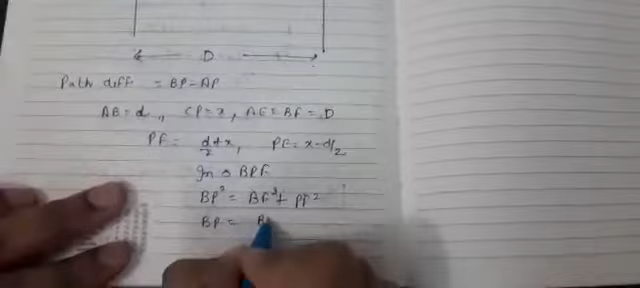 D
Path diff = BP - AP
AB = d, CP = x, AE = BF = D
PF = d/2 + x, PE = x - d/2
In △ BPF
BP² = BF² + PF²
BP = B